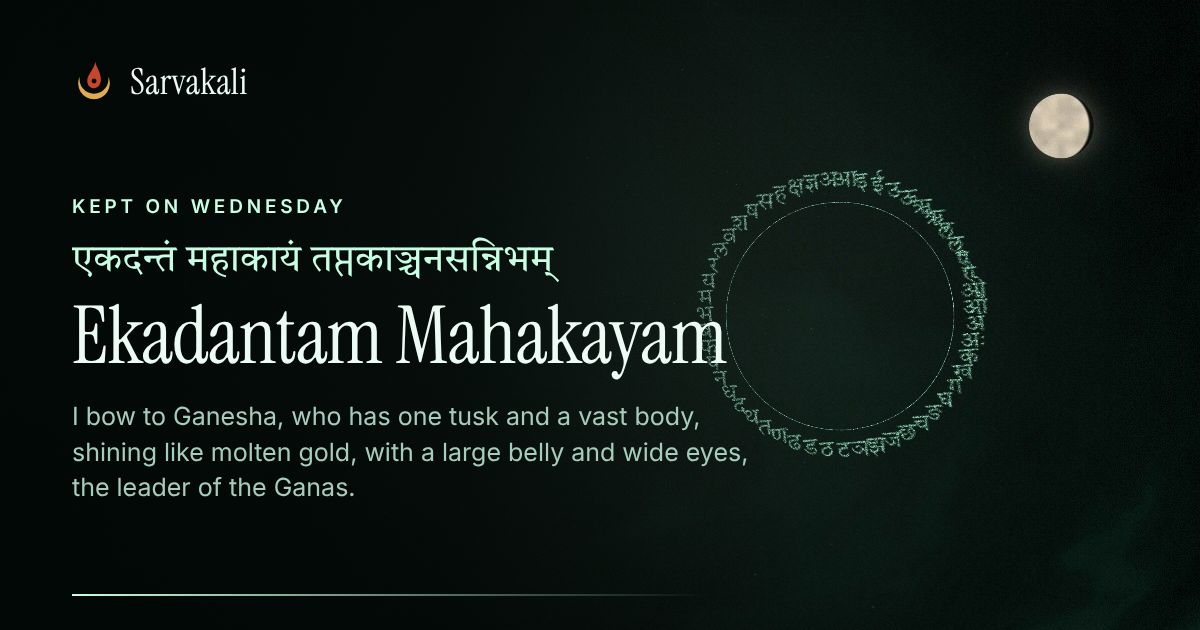 Sarvakali
KEPT ON WEDNESDAY
एकदन्तं महाकायं तप्तकाञ्चनसन्निभम्
Ekadantam Mahakayam
I bow to Ganesha, who has one tusk and a vast body,
shining like molten gold, with a large belly and wide eyes,
the leader of the Ganas.